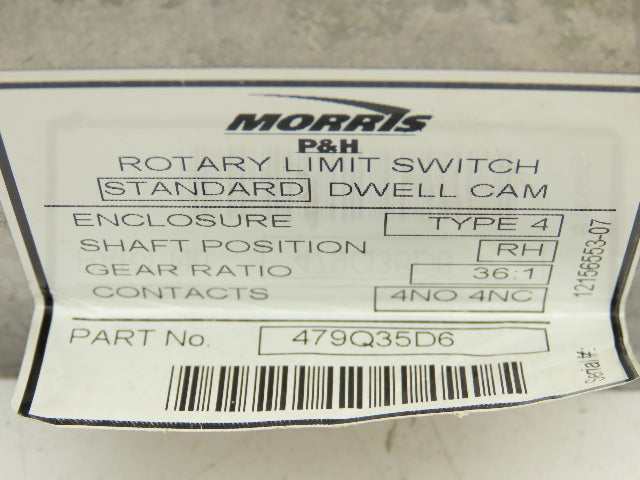 MORRIS
P&H
ROTARY LIMIT SWITCH
STANDARD DWELL CAM
ENCLOSURE TYPE 4
SHAFT POSITION RH
GEAR RATIO 36:1
CONTACTS 4NO 4NC
PART No. 479Q35D6
Serial#: 12156553-07